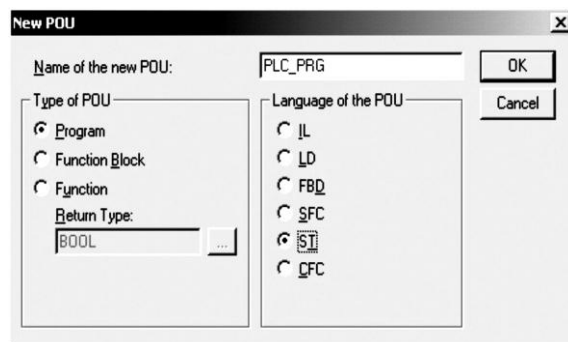 New POU
Name of the new POU:
PLC_PRG
OK
Cancel
Type of POU
Program
Function Block
Function
Return Type:
BOOL
...
Language of the POU
IL
LD
FBD
SFC
ST
CFC